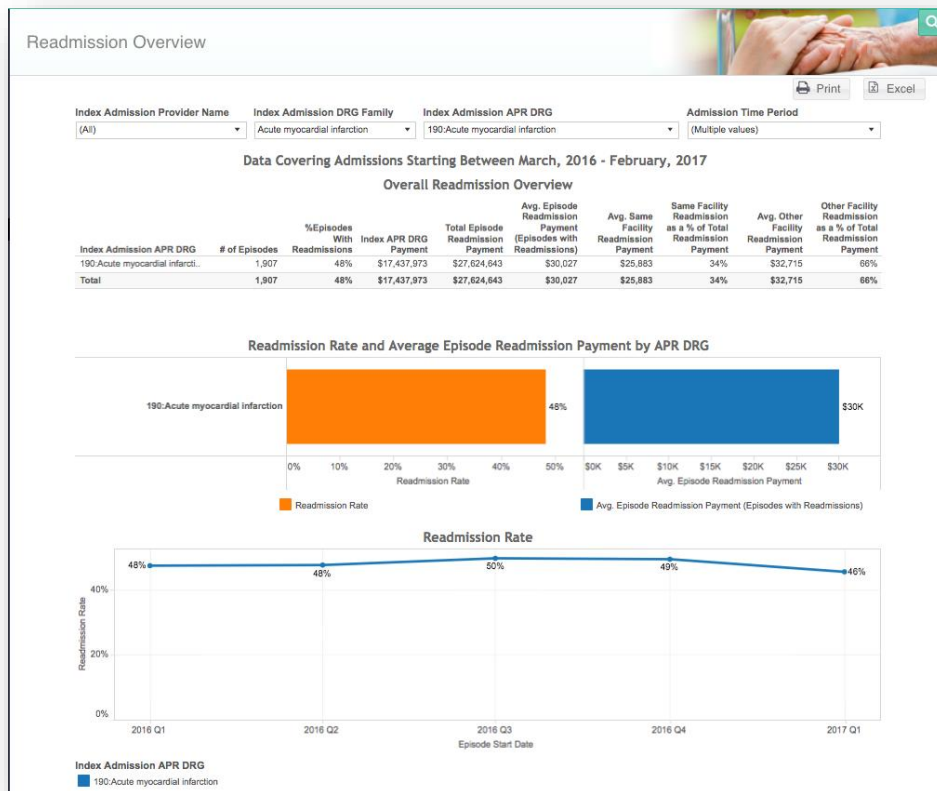 Readmission Overview
Print
Excel
Index Admission Provider Name
Index Admission DRG Family
Index Admission APR DRG
Admission Time Period
(All)
Acute myocardial infarction
190:Acute myocardial infarction
(Multiple values)
Data Covering Admissions Starting Between March, 2016 - February, 2017
Overall Readmission Overview
Index Admission APR DRG
# of Episodes
%Episodes
With
Readmissions
Index APR DRG
Payment
Total Episode
Readmission
Payment
Avg. Episode
Readmission
Payment
(Episodes with
Readmissions)
Avg. Same
Facility
Readmission
Payment
Same Facility
Readmission
as a % of Total
Readmission
Payment
Avg. Other
Facility
Readmission
Payment
Other Facility
Readmission
as a % of Total
Readmission
Payment
190:Acute myocardial infarcti.. 1,907 48% $17,437,973 $27,624,643 $30,027 $25,883 34% $32,715 66%
Total 1,907 48% $17,437,973 $27,624,643 $30,027 $25,883 34% $32,715 66%
Readmission Rate and Average Episode Readmission Payment by APR DRG
190:Acute myocardial infarction
48%
$30K
0% 10% 20% 30% 40% 50%
$0K $5K $10K $15K $20K $25K $30K
Readmission Rate
Avg. Episode Readmission Payment
Readmission Rate
Avg. Episode Readmission Payment (Episodes with Readmissions)
Readmission Rate
48%
48%
50%
49%
46%
40%
20%
0%
Readmission Rate
2016 Q1
2016 Q2
2016 Q3
2016 Q4
2017 Q1
Episode Start Date
Index Admission APR DRG
190:Acute myocardial infarction